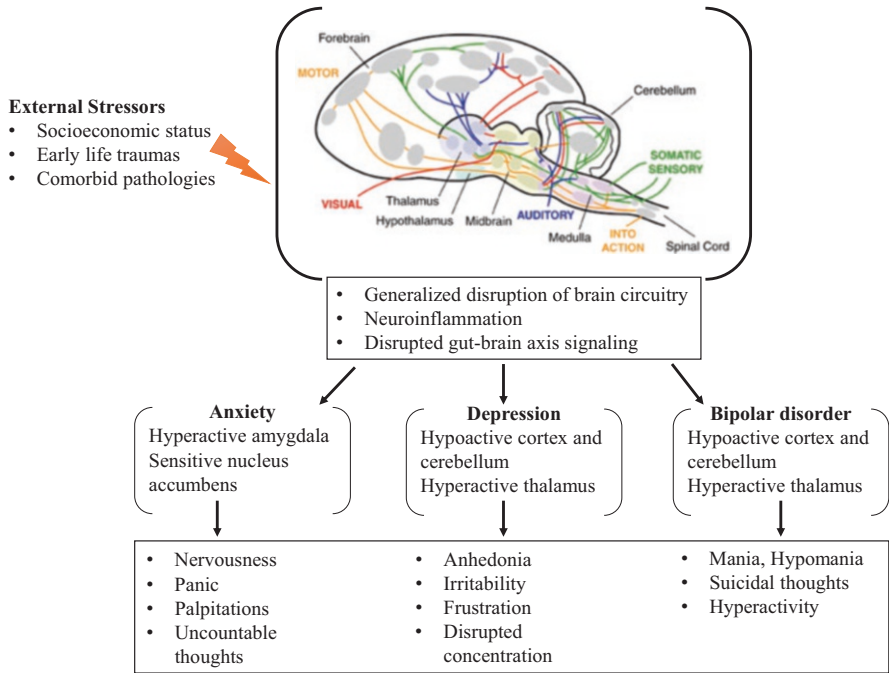 External Stressors
• Socioeconomic status
• Early life traumas
• Comorbid pathologies
Forebrain
MOTOR
Cerebellum
SOMATIC
SENSORY
VISUAL
Thalamus
Hypothalamus
Midbrain
AUDITORY
Medulla
INTO
ACTION
Spinal Cord
• Generalized disruption of brain circuitry
• Neuroinflammation
• Disrupted gut-brain axis signaling
Anxiety
Hyperactive amygdala
Sensitive nucleus
accumbens
Depression
Hypoactive cortex and
cerebellum
Hyperactive thalamus
Bipolar disorder
Hypoactive cortex and
cerebellum
Hyperactive thalamus
• Nervousness
• Panic
• Palpitations
• Uncountable
thoughts
• Anhedonia
• Irritability
• Frustration
• Disrupted
concentration
• Mania, Hypomania
• Suicidal thoughts
• Hyperactivity